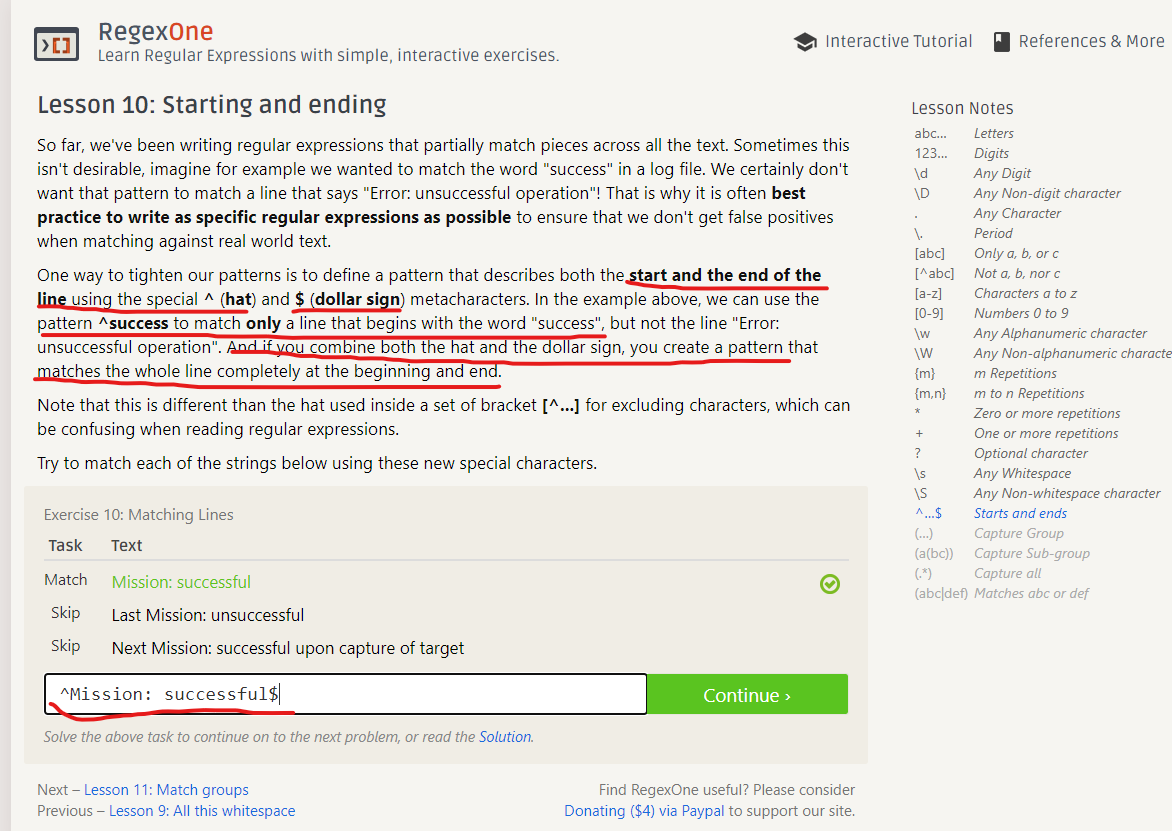 RegexOne
Learn Regular Expressions with simple, interactive exercises.
Interactive Tutorial
References & More
Lesson 10: Starting and ending
So far, we've been writing regular expressions that partially match pieces across all the text. Sometimes this
isn't desirable, imagine for example we wanted to match the word "success" in a log file. We certainly don't
want that pattern to match a line that says "Error: unsuccessful operation"! That is why it is often best
practice to write as specific regular expressions as possible to ensure that we don't get false positives
when matching against real world text.
One way to tighten our patterns is to define a pattern that describes both the start and the end of the
line using the special ^ (hat) and $ (dollar sign) metacharacters. In the example above, we can use the
pattern ^success to match only a line that begins with the word "success", but not the line "Error:
unsuccessful operation". And if you combine both the hat and the dollar sign, you create a pattern that
matches the whole line completely at the beginning and end.
Note that this is different than the hat used inside a set of bracket [^...] for excluding characters, which can
be confusing when reading regular expressions.
Try to match each of the strings below using these new special characters.
Exercise 10: Matching Lines
Task Text
Match Mission: successful
Skip Last Mission: unsuccessful
Skip Next Mission: successful upon capture of target
^Mission: successful$
Continue ›
Solve the above task to continue on to the next problem, or read the Solution.
Next – Lesson 11: Match groups
Previous – Lesson 9: All this whitespace
Find RegexOne useful? Please consider
Donating ($4) via Paypal to support our site.
Lesson Notes
abc... Letters
123... Digits
\d Any Digit
\D Any Non-digit character
. Any Character
\. Period
[abc] Only a, b, or c
[^abc] Not a, b, nor c
[a-z] Characters a to z
[0-9] Numbers 0 to 9
\w Any Alphanumeric character
\W Any Non-alphanumeric characte
{m} m Repetitions
{m,n} m to n Repetitions
* Zero or more repetitions
+ One or more repetitions
? Optional character
\s Any Whitespace
\S Any Non-whitespace character
^...$ Starts and ends
(...) Capture Group
(a(bc)) Capture Sub-group
(.*) Capture all
(abc|def) Matches abc or def